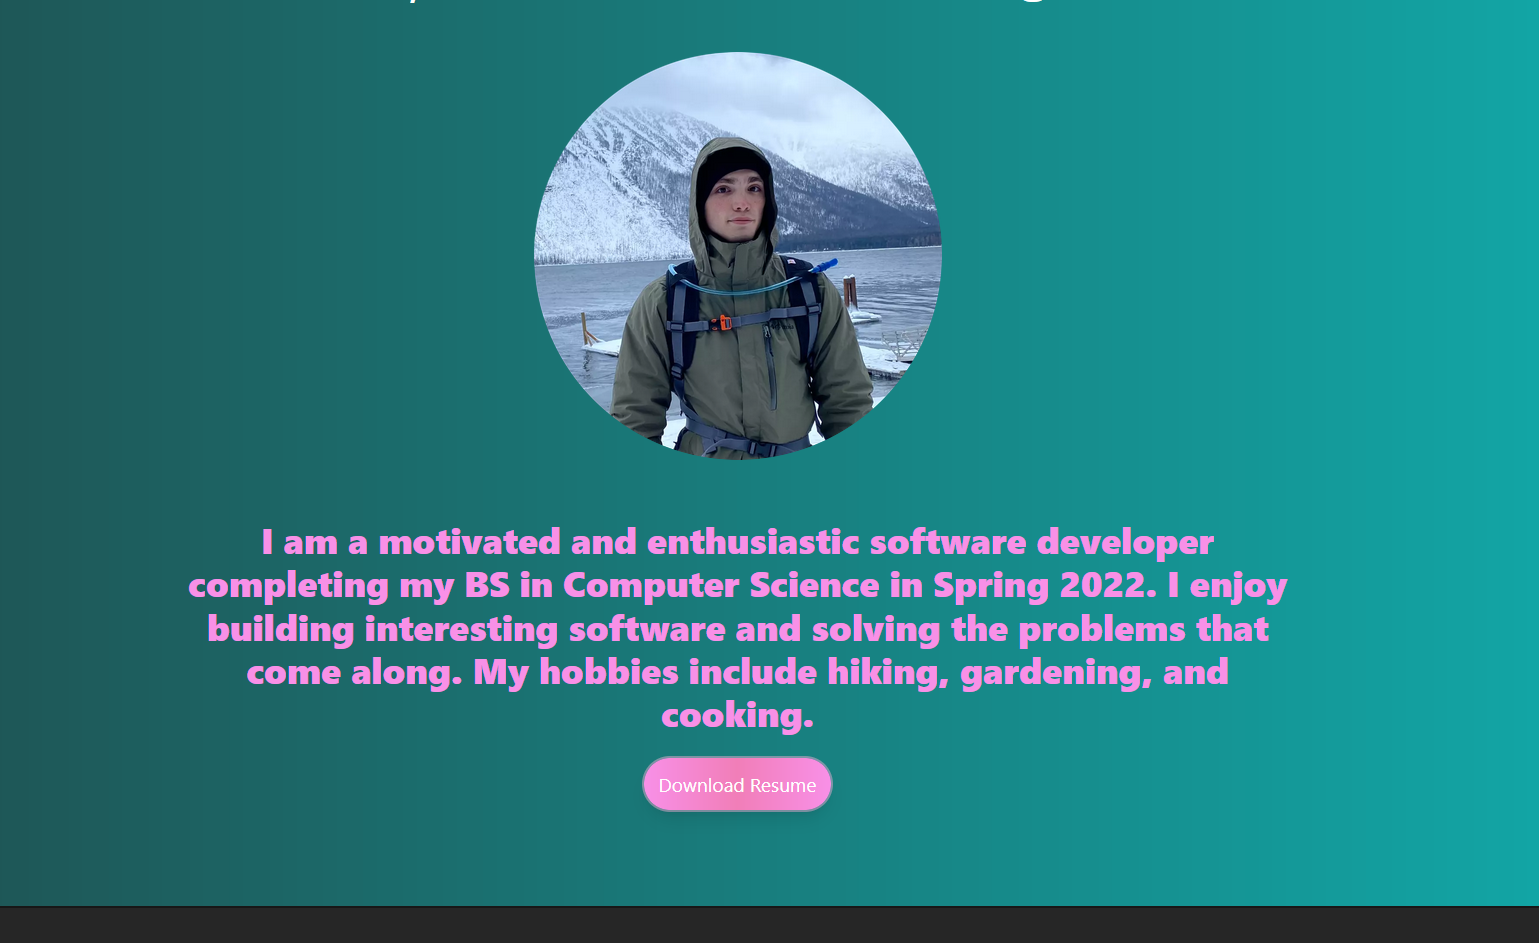 I am a motivated and enthusiastic software developer
completing my BS in Computer Science in Spring 2022. I enjoy
building interesting software and solving the problems that
come along. My hobbies include hiking, gardening, and
cooking.
Download Resume